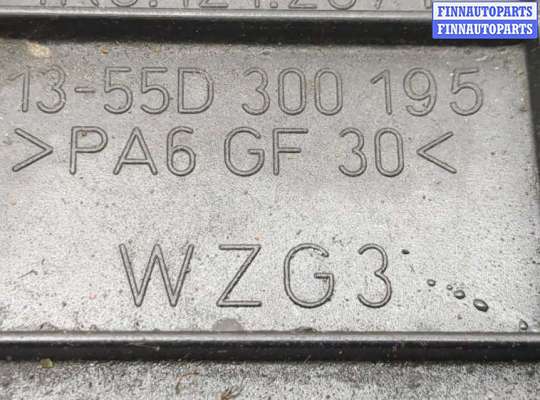 FINNAUTOPARTS
FINNAUTOPARTS
13-55D 300 195
>PA6 GF 30<
WZG3